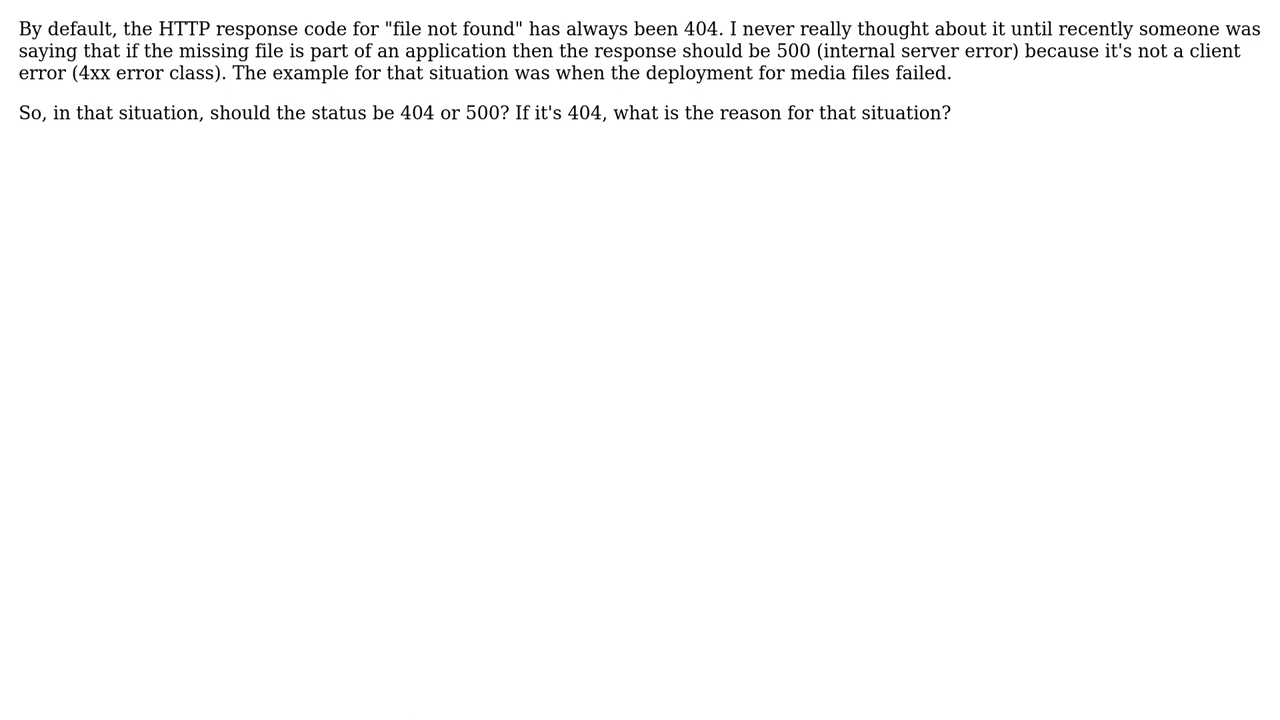 By default, the HTTP response code for "file not found" has always been 404. I never really thought about it until recently someone was
saying that if the missing file is part of an application then the response should be 500 (internal server error) because it's not a client
error (4xx error class). The example for that situation was when the deployment for media files failed.
So, in that situation, should the status be 404 or 500? If it's 404, what is the reason for that situation?